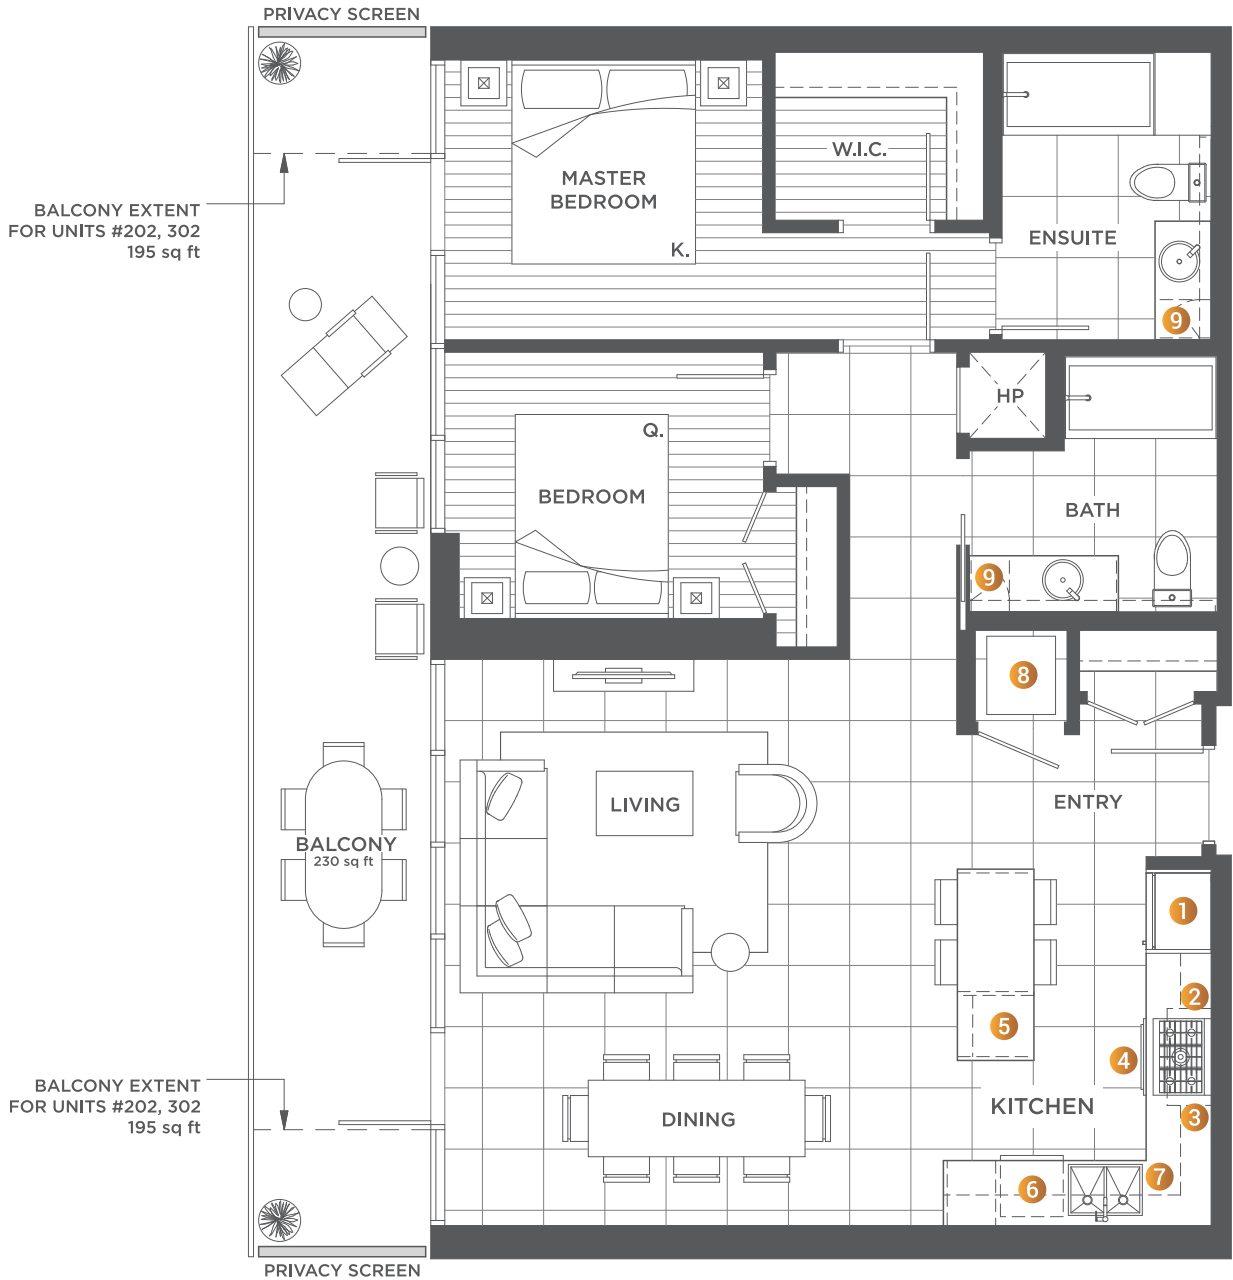 PRIVACY SCREEN
W.I.C.
MASTER
BEDROOM
K.
ENSUITE
BALCONY EXTENT
FOR UNITS #202, 302
195 sq ft
9
HP
Q.
BEDROOM
BATH
9
8
LIVING
ENTRY
BALCONY
230 sq ft
1
2
5
4
KITCHEN
3
DINING
BALCONY EXTENT
FOR UNITS #202, 302
195 sq ft
7
6
PRIVACY SCREEN